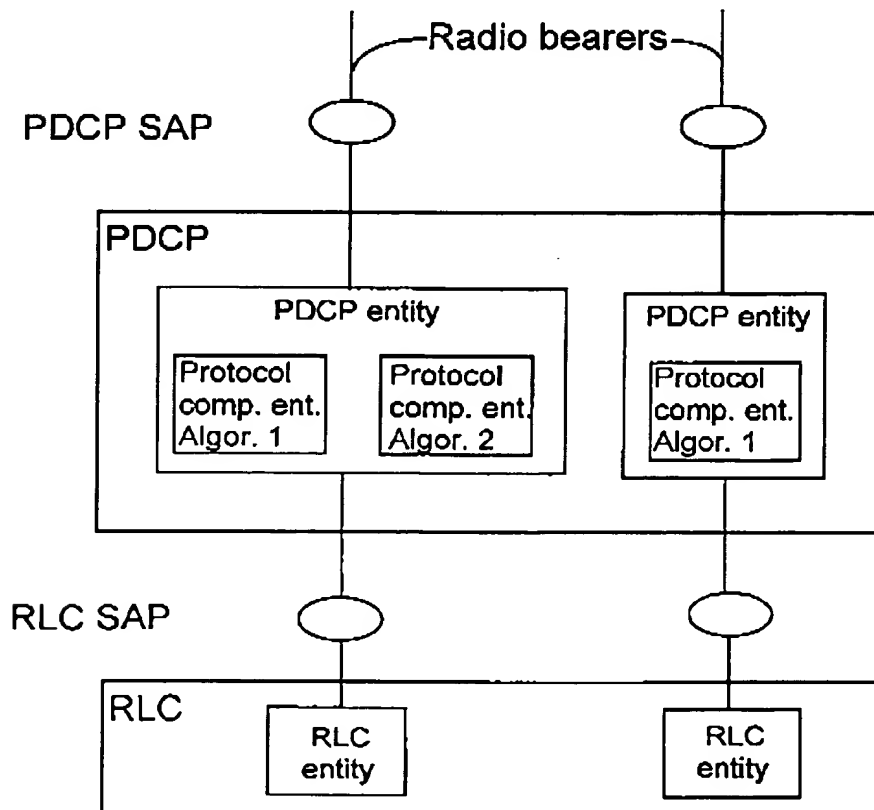 Radio bearers
PDCP SAP
PDCP
PDCP entity
Protocol
comp. ent.
Algor. 1
Protocol
comp. ent.
Algor. 2
PDCP entity
Protocol
comp. ent.
Algor. 1
RLC SAP
RLC
RLC
entity
RLC
entity